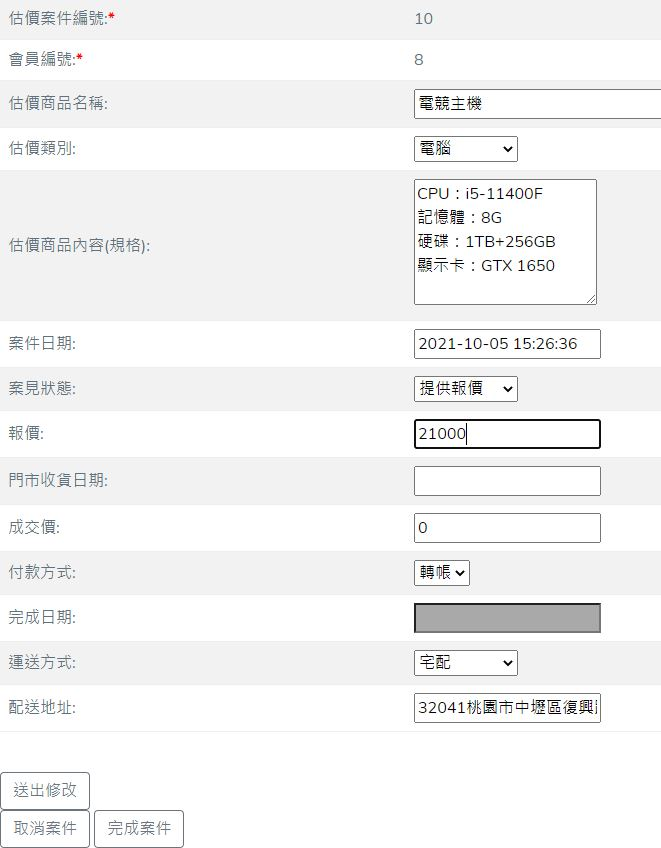 估價案件編號:* 10
會員編號:* 8
估價商品名稱: 電競主機
估價類別: 電腦
估價商品內容(規格):
CPU：i5-11400F
記憶體：8G
硬碟：1TB+256GB
顯示卡：GTX 1650
案件日期: 2021-10-05 15:26:36
案見狀態: 提供報價
報價: 21000
門市收貨日期:
成交價: 0
付款方式: 轉帳
完成日期:
運送方式: 宅配
配送地址: 32041桃園市中壢區復興
送出修改
取消案件 完成案件